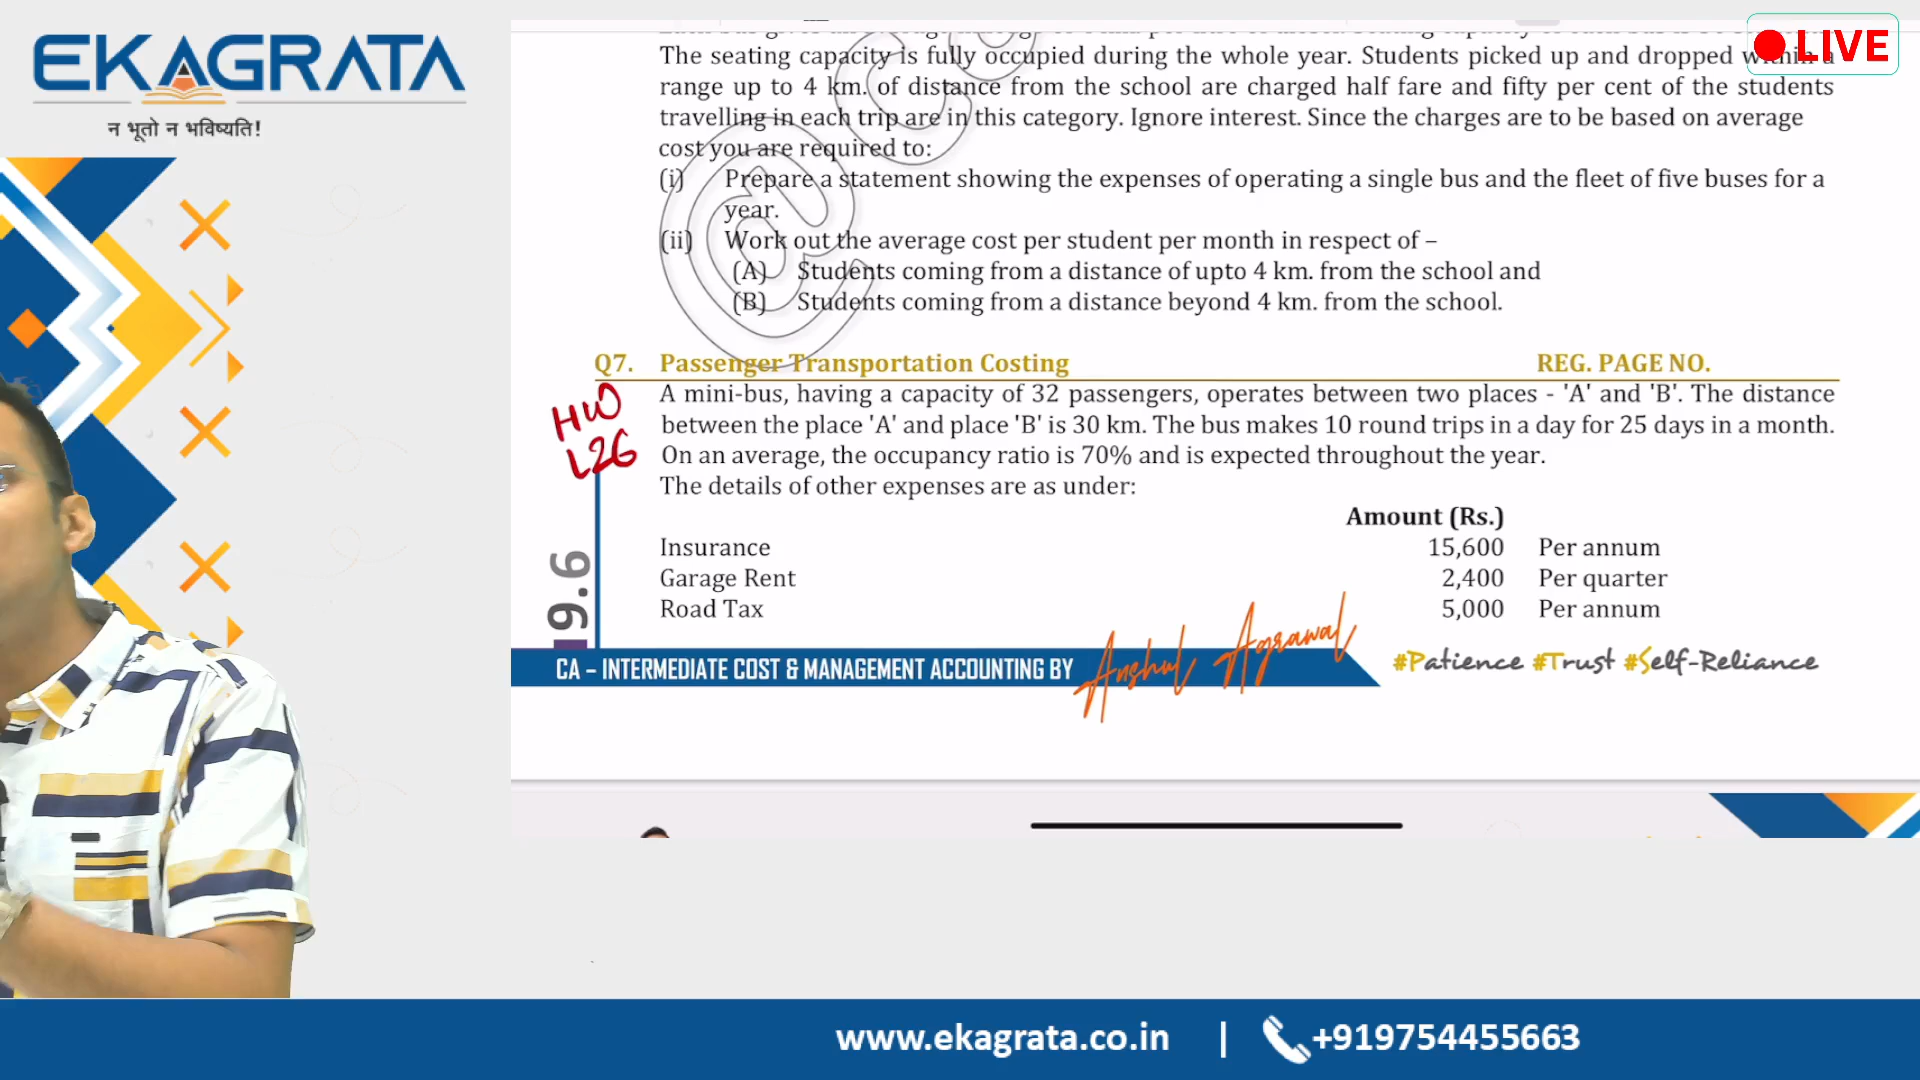 EKAGRATA
न भूतो न भविष्यति!
LIVE
The seating capacity is fully occupied during the whole year. Students picked up and dropped within a
range up to 4 km. of distance from the school are charged half fare and fifty per cent of the students
travelling in each trip are in this category. Ignore interest. Since the charges are to be based on average
cost you are required to:
(i) Prepare a statement showing the expenses of operating a single bus and the fleet of five buses for a
year.
(ii) Work out the average cost per student per month in respect of –
(A) Students coming from a distance of upto 4 km. from the school and
(B) Students coming from a distance beyond 4 km. from the school.
Q7. Passenger Transportation Costing REG. PAGE NO.
HW
L26
A mini-bus, having a capacity of 32 passengers, operates between two places - 'A' and 'B'. The distance
between the place 'A' and place 'B' is 30 km. The bus makes 10 round trips in a day for 25 days in a month.
On an average, the occupancy ratio is 70% and is expected throughout the year.
The details of other expenses are as under:
Amount (Rs.)
Insurance 15,600 Per annum
Garage Rent 2,400 Per quarter
Road Tax 5,000 Per annum
9.6
CA – INTERMEDIATE COST & MANAGEMENT ACCOUNTING BY Anshul Agrawal #Patience #Trust #Self-Reliance
www.ekagrata.co.in | +919754455663